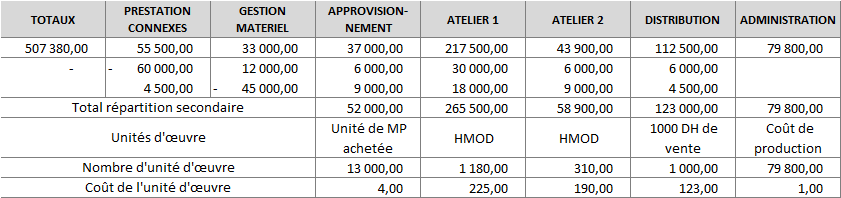 TOTAUX PRESTATION CONNEXES GESTION MATERIEL APPROVISION-NEMENT ATELIER 1 ATELIER 2 DISTRIBUTION ADMINISTRATION
507 380,00 55 500,00 33 000,00 37 000,00 217 500,00 43 900,00 112 500,00 79 800,00
- - 60 000,00 12 000,00 6 000,00 30 000,00 6 000,00 6 000,00
4 500,00 - 45 000,00 9 000,00 18 000,00 9 000,00 4 500,00
Total répartition secondaire 52 000,00 265 500,00 58 900,00 123 000,00 79 800,00
Unités d'œuvre Unité de MP achetée HMOD HMOD 1000 DH de vente Coût de production
Nombre d'unité d'œuvre 13 000,00 1 180,00 310,00 1 000,00 79 800,00
Coût de l'unité d'œuvre 4,00 225,00 190,00 123,00 1,00